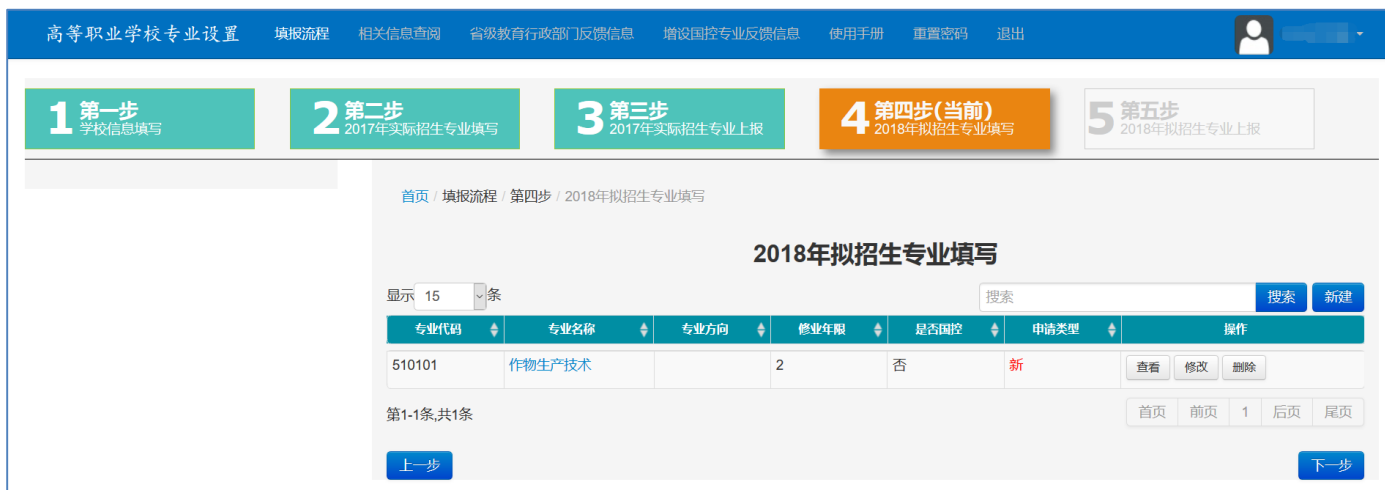 高等职业学校专业设置 填报流程 相关信息查阅 省级教育行政部门反馈信息 增设国控专业反馈信息 使用手册 重置密码 退出
1 第一步
学校信息填写
2 第二步
2017年实际招生专业填写
3 第三步
2017年实际招生专业上报
4 第四步(当前)
2018年拟招生专业填写
5 第五步
2018年拟招生专业上报
首页 / 填报流程 / 第四步 / 2018年拟招生专业填写
2018年拟招生专业填写
显示 15 条 搜索 搜索 新建
专业代码 专业名称 专业方向 修业年限 是否国控 申请类型 操作
510101 作物生产技术 2 否 新 查看 修改 删除
第1-1条,共1条 首页 前页 1 后页 尾页
上一步 下一步